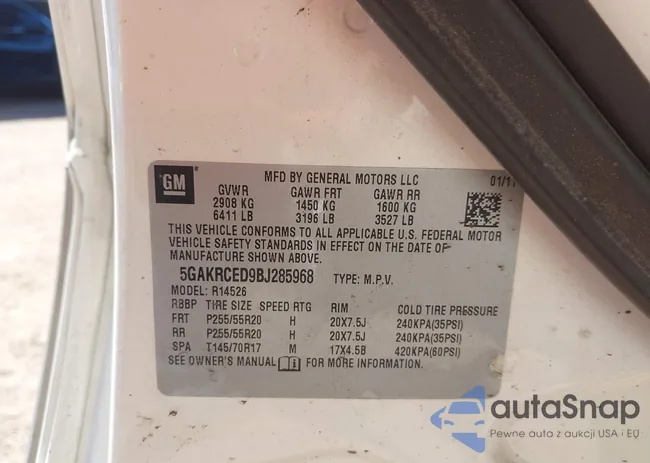 GM
MFD BY GENERAL MOTORS LLC 01/11
GVWR GAWR FRT GAWR RR
2908 KG 1450 KG 1600 KG
6411 LB 3196 LB 3527 LB
THIS VEHICLE CONFORMS TO ALL APPLICABLE U.S. FEDERAL MOTOR
VEHICLE SAFETY STANDARDS IN EFFECT ON THE DATE OF
MANUFACTURE SHOWN ABOVE.
5GAKRCED9BJ285968 TYPE: M.P.V.
MODEL: R14526
RBBP TIRE SIZE SPEED RTG RIM COLD TIRE PRESSURE
FRT P255/55R20 H 20X7.5J 240KPA(35PSI)
RR P255/55R20 H 20X7.5J 240KPA(35PSI)
SPA T145/70R17 M 17X4.5B 420KPA(60PSI)
SEE OWNER'S MANUAL FOR MORE INFORMATION.
autaSnap
Pewne auta z aukcji USA i EU